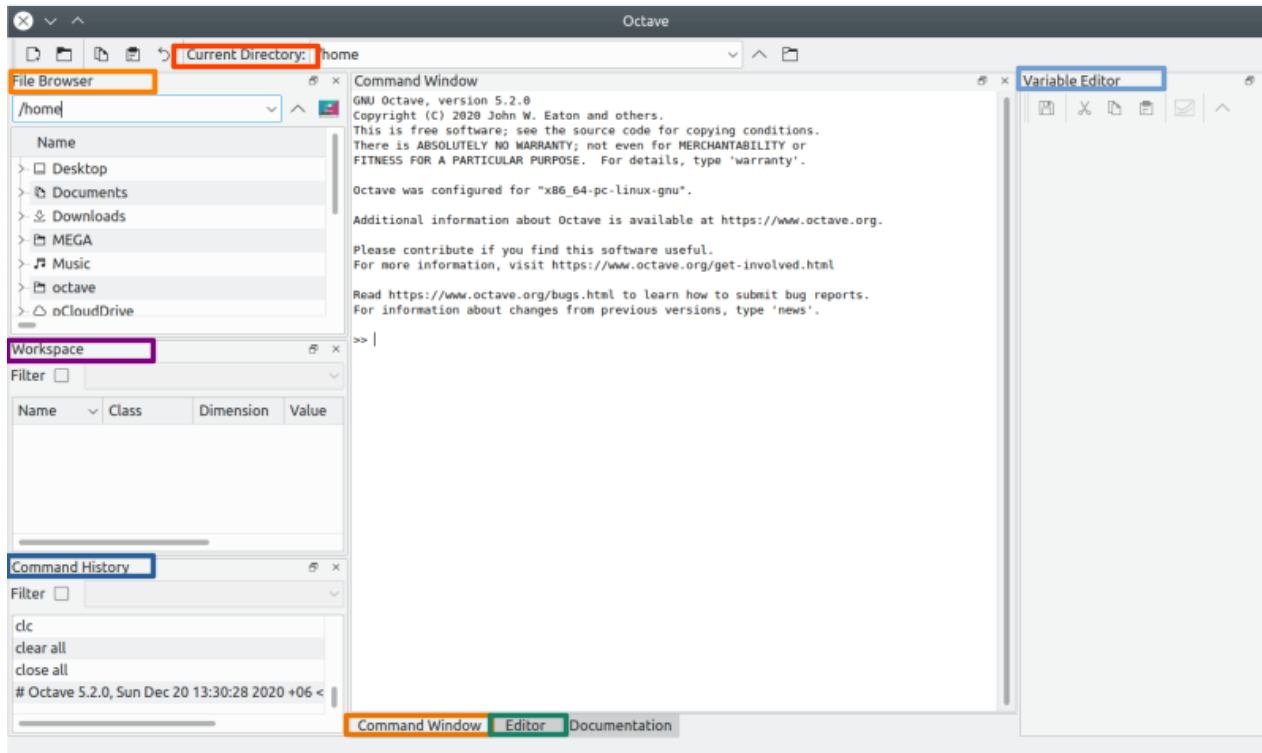 Octave
Current Directory: /home
File Browser
/home
Name
Desktop
Documents
Downloads
MEGA
Music
octave
pCloudDrive
Workspace
Filter
Name Class Dimension Value
Command History
Filter
clc
clear all
close all
# Octave 5.2.0, Sun Dec 20 13:30:28 2020 +06 <
Command Window
GNU Octave, version 5.2.0
Copyright (C) 2020 John W. Eaton and others.
This is free software; see the source code for copying conditions.
There is ABSOLUTELY NO WARRANTY; not even for MERCHANTABILITY or
FITNESS FOR A PARTICULAR PURPOSE.  For details, type 'warranty'.
Octave was configured for "x86_64-pc-linux-gnu".
Additional information about Octave is available at https://www.octave.org.
Please contribute if you find this software useful.
For more information, visit https://www.octave.org/get-involved.html
Read https://www.octave.org/bugs.html to learn how to submit bug reports.
For information about changes from previous versions, type 'news'.
>>
Command Window Editor Documentation
Variable Editor